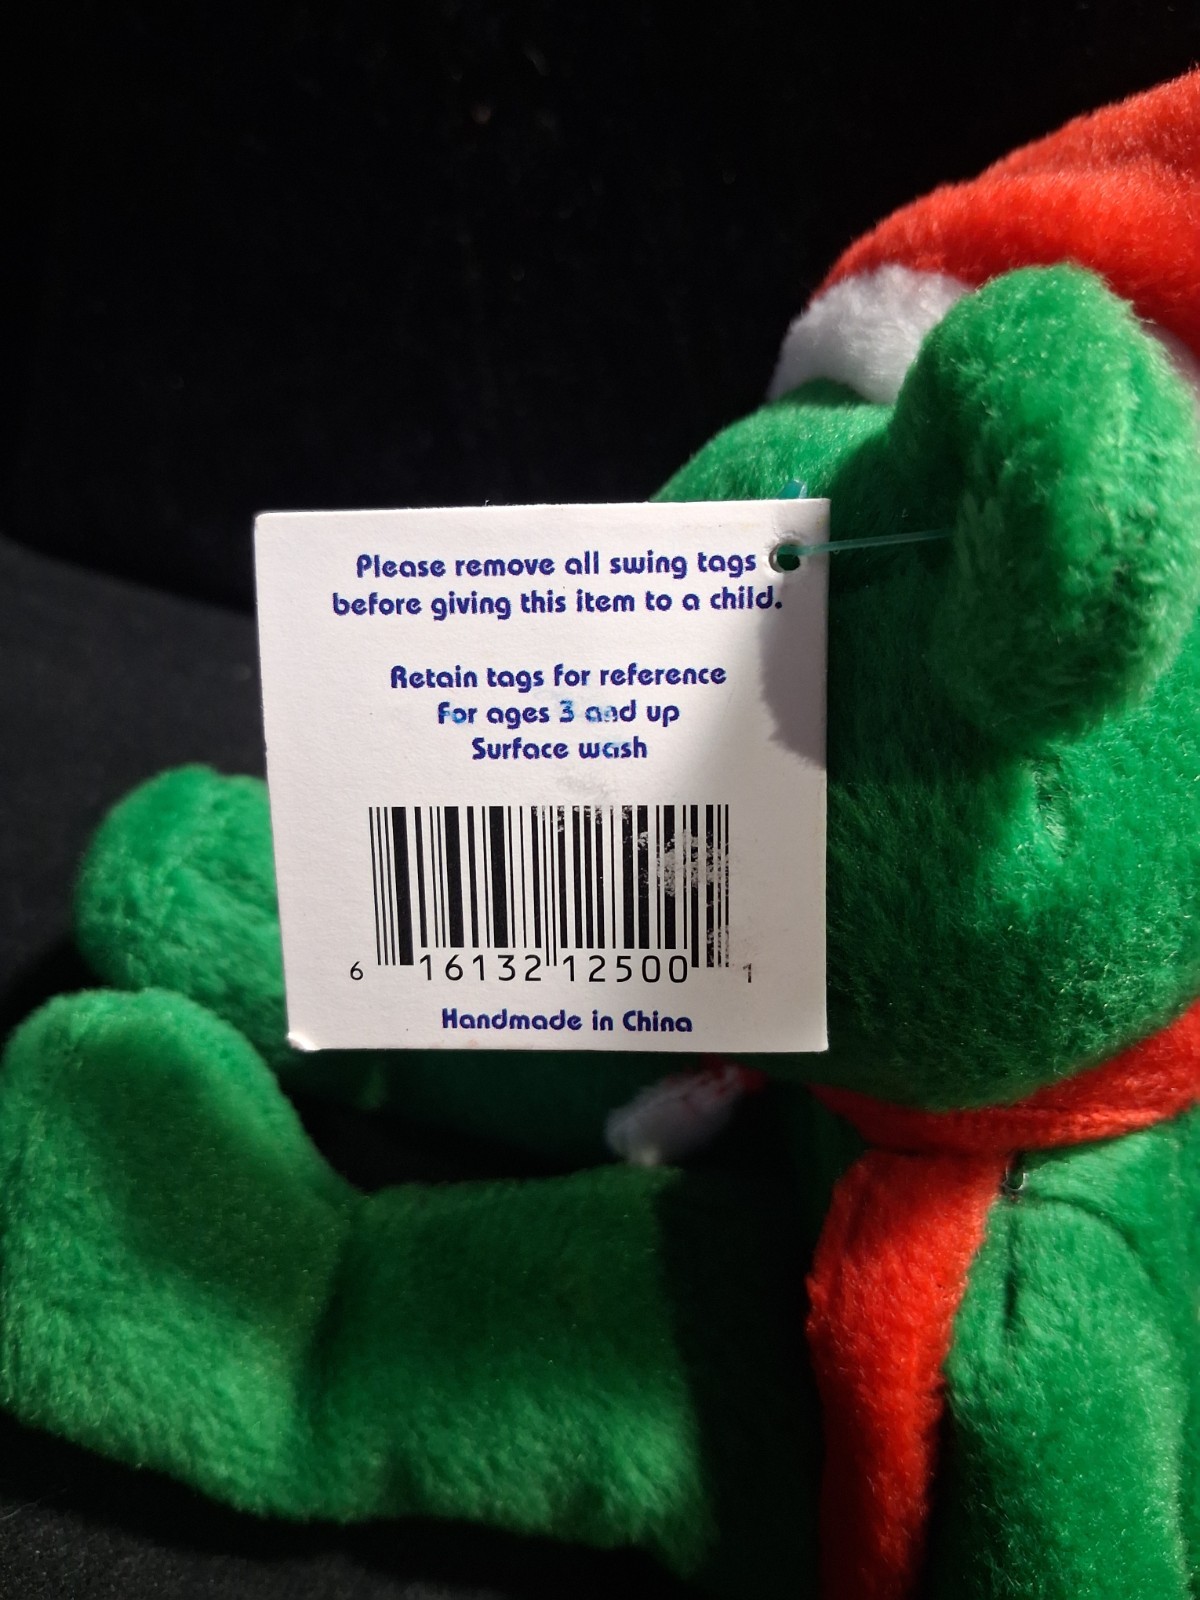 Please remove all swing tags
before giving this item to a child.
Retain tags for reference
For ages 3 and up
Surface wash
6 16132 12500 1
Handmade in China